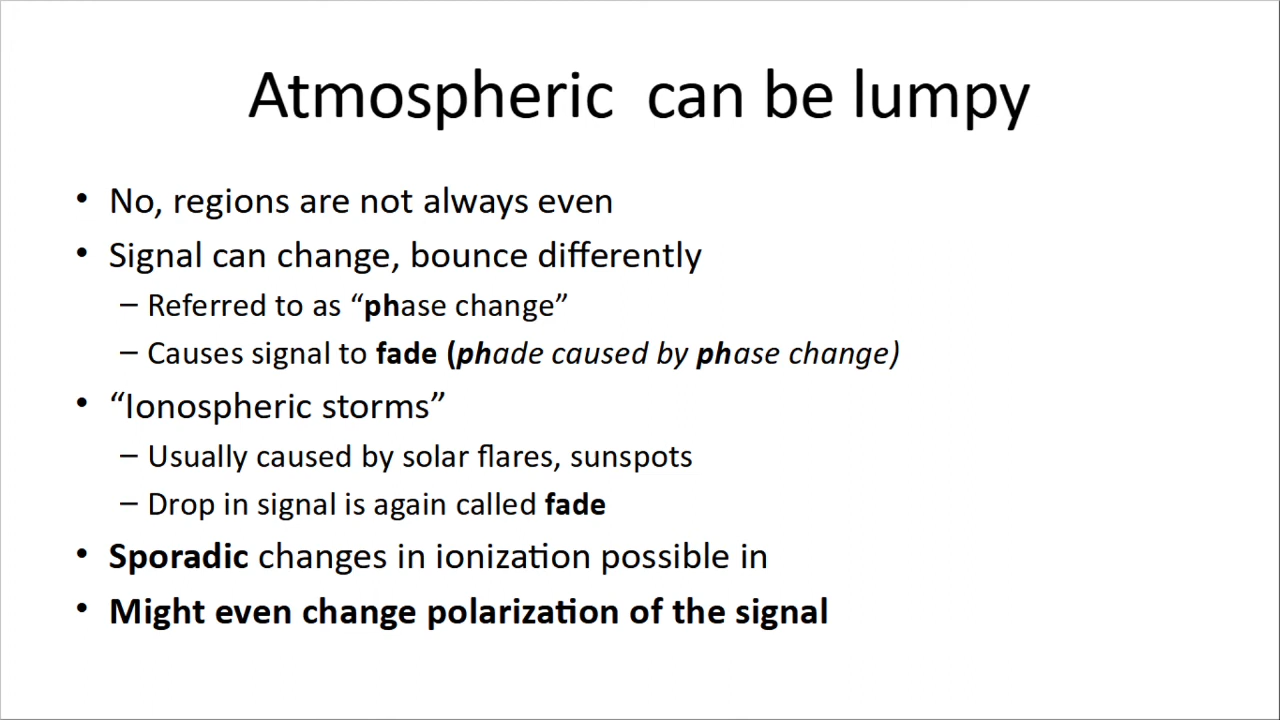 Atmospheric  can be lumpy
• No, regions are not always even
• Signal can change, bounce differently
– Referred to as “phase change”
– Causes signal to fade (phade caused by phase change)
• “Ionospheric storms”
– Usually caused by solar flares, sunspots
– Drop in signal is again called fade
• Sporadic changes in ionization possible in
• Might even change polarization of the signal